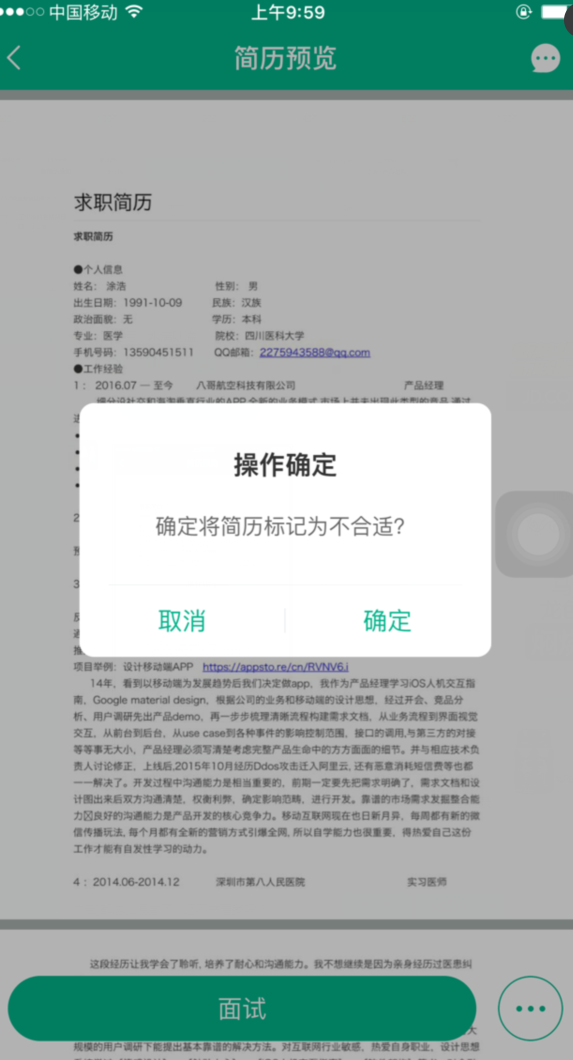 中国移动
上午9:59
简历预览
求职简历
求职简历
●个人信息
姓名： 涂浩 性别： 男
出生日期：1991-10-09 民族：汉族
政治面貌：无 学历：本科
专业：医学 院校：四川医科大学
手机号码：13590451511 QQ邮箱：2275943588@qq.com
●工作经验
1： 2016.07 — 至今 八哥航空科技有限公司 产品经理
操作确定
确定将简历标记为不合适？
取消 确定
项目举例：设计移动端APP https://appsto.re/cn/RVNV6.i
14年，看到以移动端为发展趋势后我们决定做app，我作为产品经理学习iOS人机交互指
南，Google material design，根据公司的业务和移动端的设计思想，经过开会、竞品分
析、用户调研先出产品demo，再一步步梳理清晰流程构建需求文档，从业务流程到界面视觉
交互，从前台到后台，从use case到各种事件的影响控制范围，接口的调用,与第三方的对接
等等事无大小，产品经理必须写清楚考虑完整产品生命中的方方面面的细节。并与相应技术负
责人讨论修正，上线后,2015年10月经历Ddos攻击迁入阿里云, 还有恶意消耗短信费等也都
一一解决了。开发过程中沟通能力是相当重要的，前期一定要先把需求明确了，需求文档和设
计图出来后双方沟通清楚，权衡利弊，确定影响范畴，进行开发。靠谱的市场需求发掘整合能
力良好的沟通能力是产品开发的核心竞争力。移动互联网现在也日新月异，每周都有新的微
信传播玩法, 每个月都有全新的营销方式引爆全网, 所以自学能力也很重要，得热爱自己这份
工作才能有自发性学习的动力。
4： 2014.06-2014.12 深圳市第八人民医院 实习医师
这段经历让我学会了聆听, 培养了耐心和沟通能力。我不想继续是因为亲身经历过医患纠
面试
规模的用户调研下能提出基本靠谱的解决方法。对互联网行业敏感、热爱自身职业，设计思想